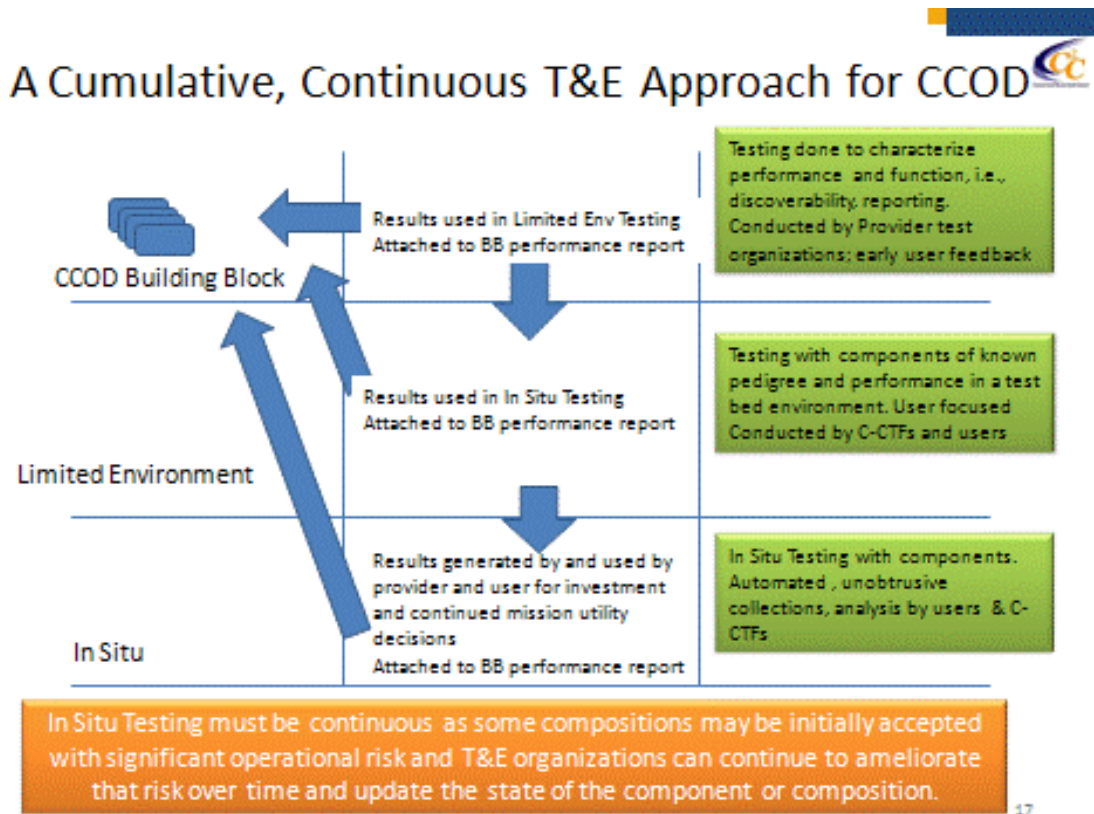 A Cumulative, Continuous T&E Approach for CCOD
CCOD Building Block
Results used in Limited Env Testing
Attached to BB performance report
Testing done to characterize
performance and function, i.e.,
discoverability, reporting.
Conducted by Provider test
organizations; early user feedback
Limited Environment
Results used in In Situ Testing
Attached to BB performance report
Testing with components of known
pedigree and performance in a test
bed environment. User focused
Conducted by C-CTFs and users
In Situ
Results generated by and used by
provider and user for investment
and continued mission utility
decisions
Attached to BB performance report
In Situ Testing with components.
Automated , unobtrusive
collections, analysis by users & C-
CTFs
In Situ Testing must be continuous as some compositions may be initially accepted
with significant operational risk and T&E organizations can continue to ameliorate
that risk over time and update the state of the component or composition.
17